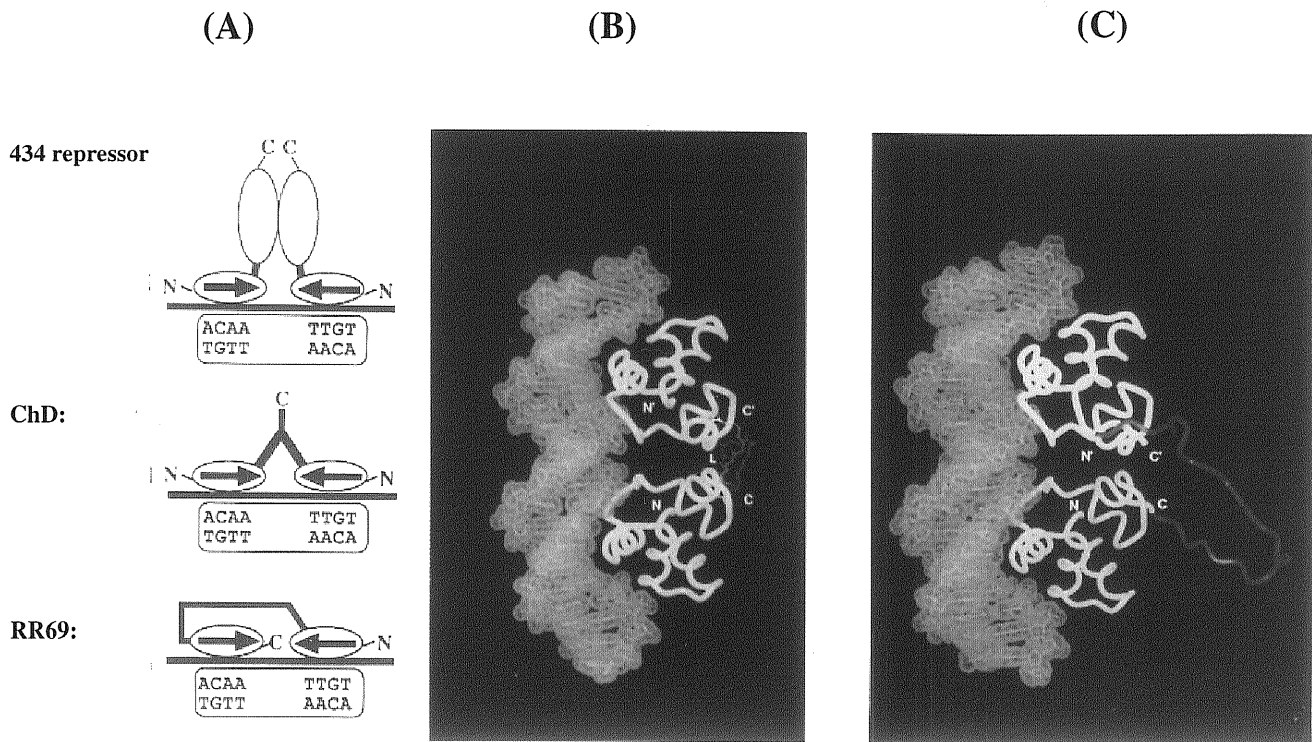 (A)
(B)
(C)
434 repressor
C C
N
N
ACAA TTGT
TGTT AACA
ChD:
C
N
N
ACAA TTGT
TGTT AACA
RR69:
C
N
ACAA TTGT
TGTT AACA
N'
C'
L
N
C
N'
C'
N
C